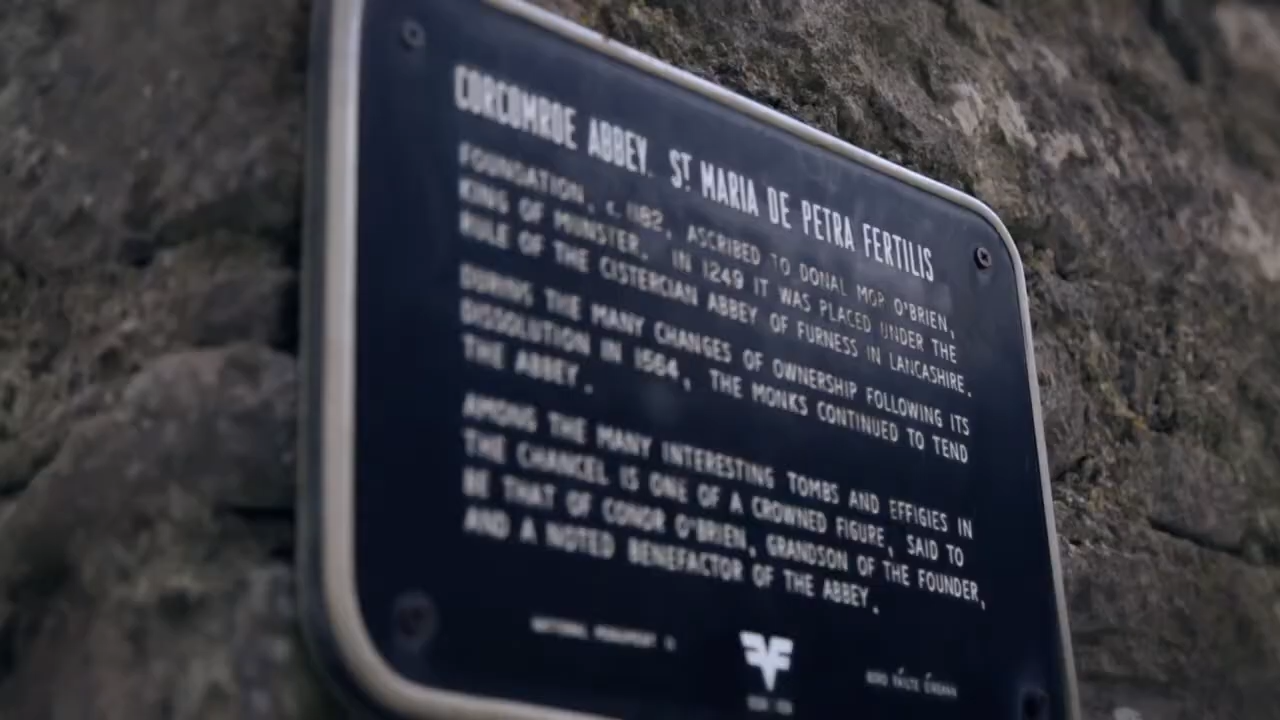 CORCOMROE ABBEY. ST MARIA DE PETRA FERTILIS
FOUNDATION, c. 1182, ASCRIBED TO DONAL MOR O'BRIEN,
KING OF MUNSTER. IN 1249 IT WAS PLACED UNDER THE
RULE OF THE CISTERCIAN ABBEY OF FURNESS IN LANCASHIRE.
DURING THE MANY CHANGES OF OWNERSHIP FOLLOWING ITS
DISSOLUTION IN 1564, THE MONKS CONTINUED TO TEND
THE ABBEY.
AMONG THE MANY INTERESTING TOMBS AND EFFIGIES IN
THE CHANCEL IS ONE OF A CROWNED FIGURE, SAID TO
BE THAT OF CONOR O'BRIEN, GRANDSON OF THE FOUNDER,
AND A NOTED BENEFACTOR OF THE ABBEY.
NATIONAL MONUMENT
BORD FÁILTE ÉIREANN